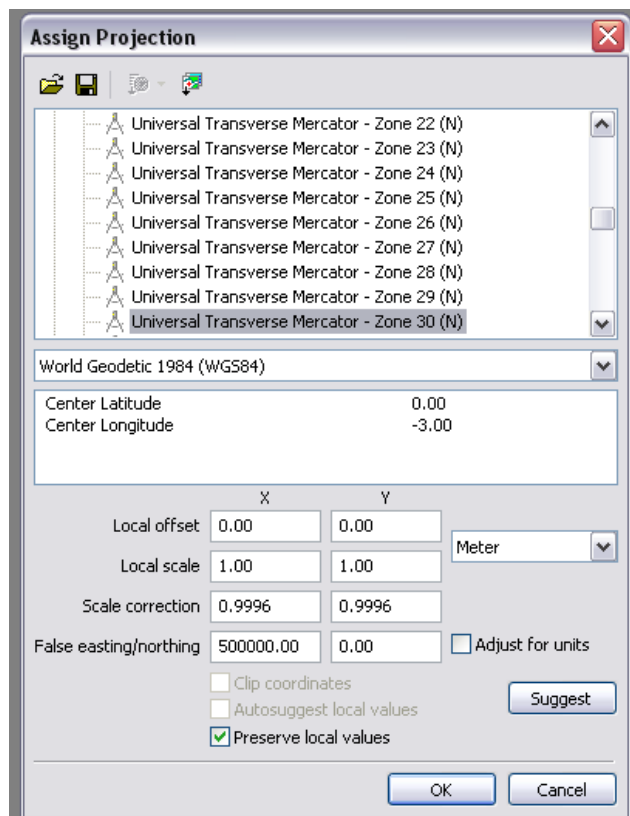 Assign Projection
Universal Transverse Mercator - Zone 22 (N)
Universal Transverse Mercator - Zone 23 (N)
Universal Transverse Mercator - Zone 24 (N)
Universal Transverse Mercator - Zone 25 (N)
Universal Transverse Mercator - Zone 26 (N)
Universal Transverse Mercator - Zone 27 (N)
Universal Transverse Mercator - Zone 28 (N)
Universal Transverse Mercator - Zone 29 (N)
Universal Transverse Mercator - Zone 30 (N)
World Geodetic 1984 (WGS84)
Center Latitude 0.00
Center Longitude -3.00
X Y
Local offset 0.00 0.00
Meter
Local scale 1.00 1.00
Scale correction 0.9996 0.9996
False easting/northing 500000.00 0.00 Adjust for units
Clip coordinates
Autosuggest local values
Suggest
Preserve local values
OK Cancel